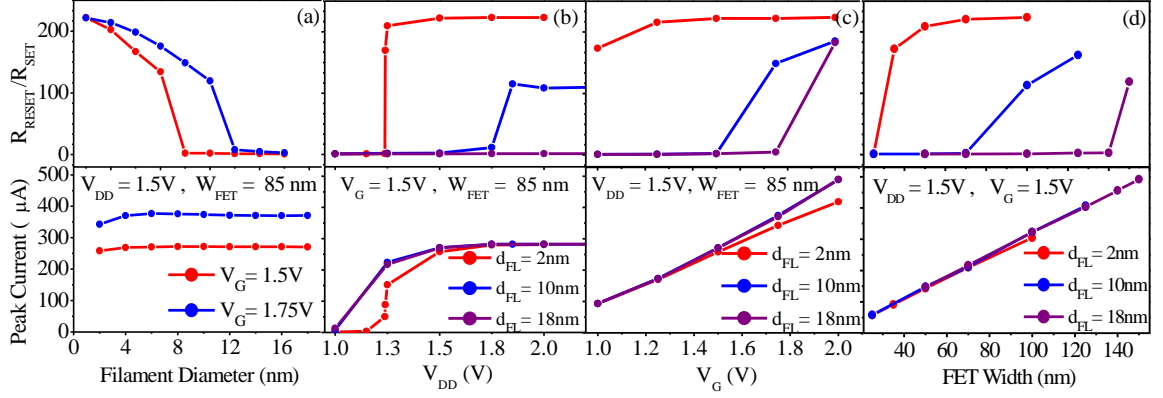 (a) (b) (c) (d)
R_RESET/R_SET
200
100
0
Peak Current ( μA)
500
400
300
200
100
0
V_DD = 1.5V , W_FET = 85 nm
V_G= 1.5V
V_G= 1.75V
0 4 8 12 16
Filament Diameter (nm)
V_G= 1.5V , W_FET = 85 nm
d_FL= 2nm
d_FL= 10nm
d_FL= 18nm
1.0 1.3 1.5 1.8 2.0
V_DD (V)
V_DD = 1.5V, W_FET = 85 nm
d_FL= 2nm
d_FL= 10nm
d_FL= 18nm
1.0 1.2 1.4 1.6 1.8 2.0
V_G (V)
V_DD = 1.5V , V_G= 1.5V
d_FL= 2nm
d_FL= 10nm
d_FL= 18nm
40 60 80 100 120 140
FET Width (nm)